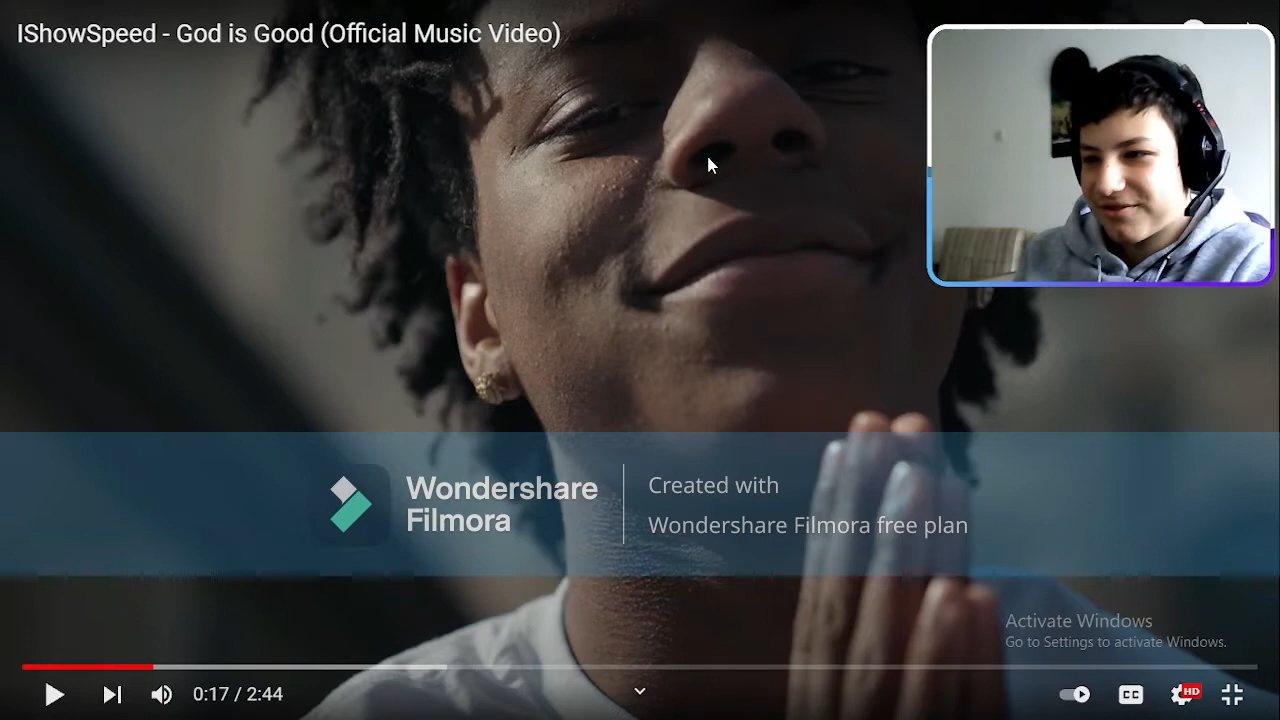 IShowSpeed - God is Good (Official Music Video)
Wondershare
Filmora
Created with
Wondershare Filmora free plan
Activate Windows
Go to Settings to activate Windows.
0:17 / 2:44
CC
HD